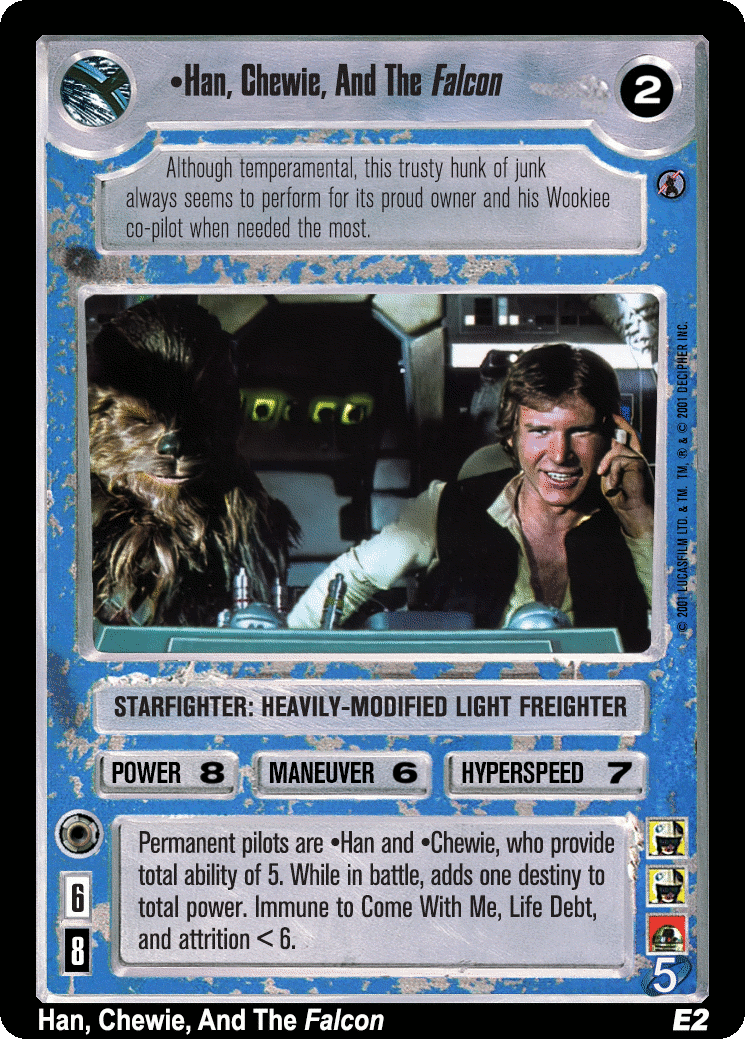 •Han, Chewie, And The Falcon
2
Although temperamental, this trusty hunk of junk
always seems to perform for its proud owner and his Wookiee
co-pilot when needed the most.
© 2001 LUCASFILM LTD. & TM. TM, ® & © 2001 DECIPHER INC.
STARFIGHTER: HEAVILY-MODIFIED LIGHT FREIGHTER
POWER 8 MANEUVER 6 HYPERSPEED 7
Permanent pilots are •Han and •Chewie, who provide
total ability of 5. While in battle, adds one destiny to
total power. Immune to Come With Me, Life Debt,
and attrition < 6.
6
8
5
Han, Chewie, And The Falcon E2